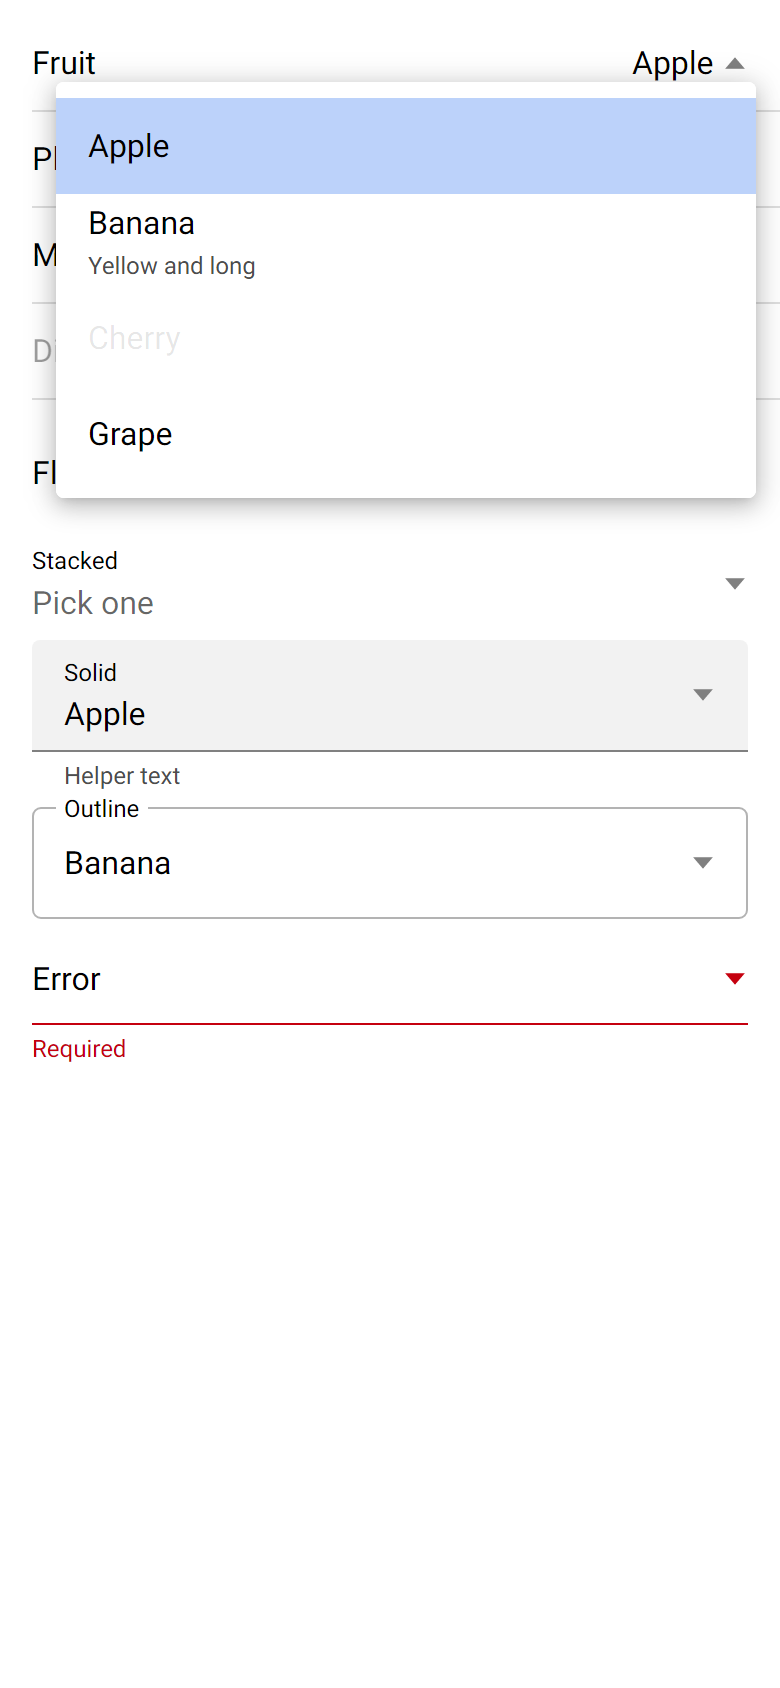 Fruit Apple
Apple
Banana
Yellow and long
Cherry
Grape
Stacked
Pick one
Solid
Apple
Helper text
Outline
Banana
Error
Required